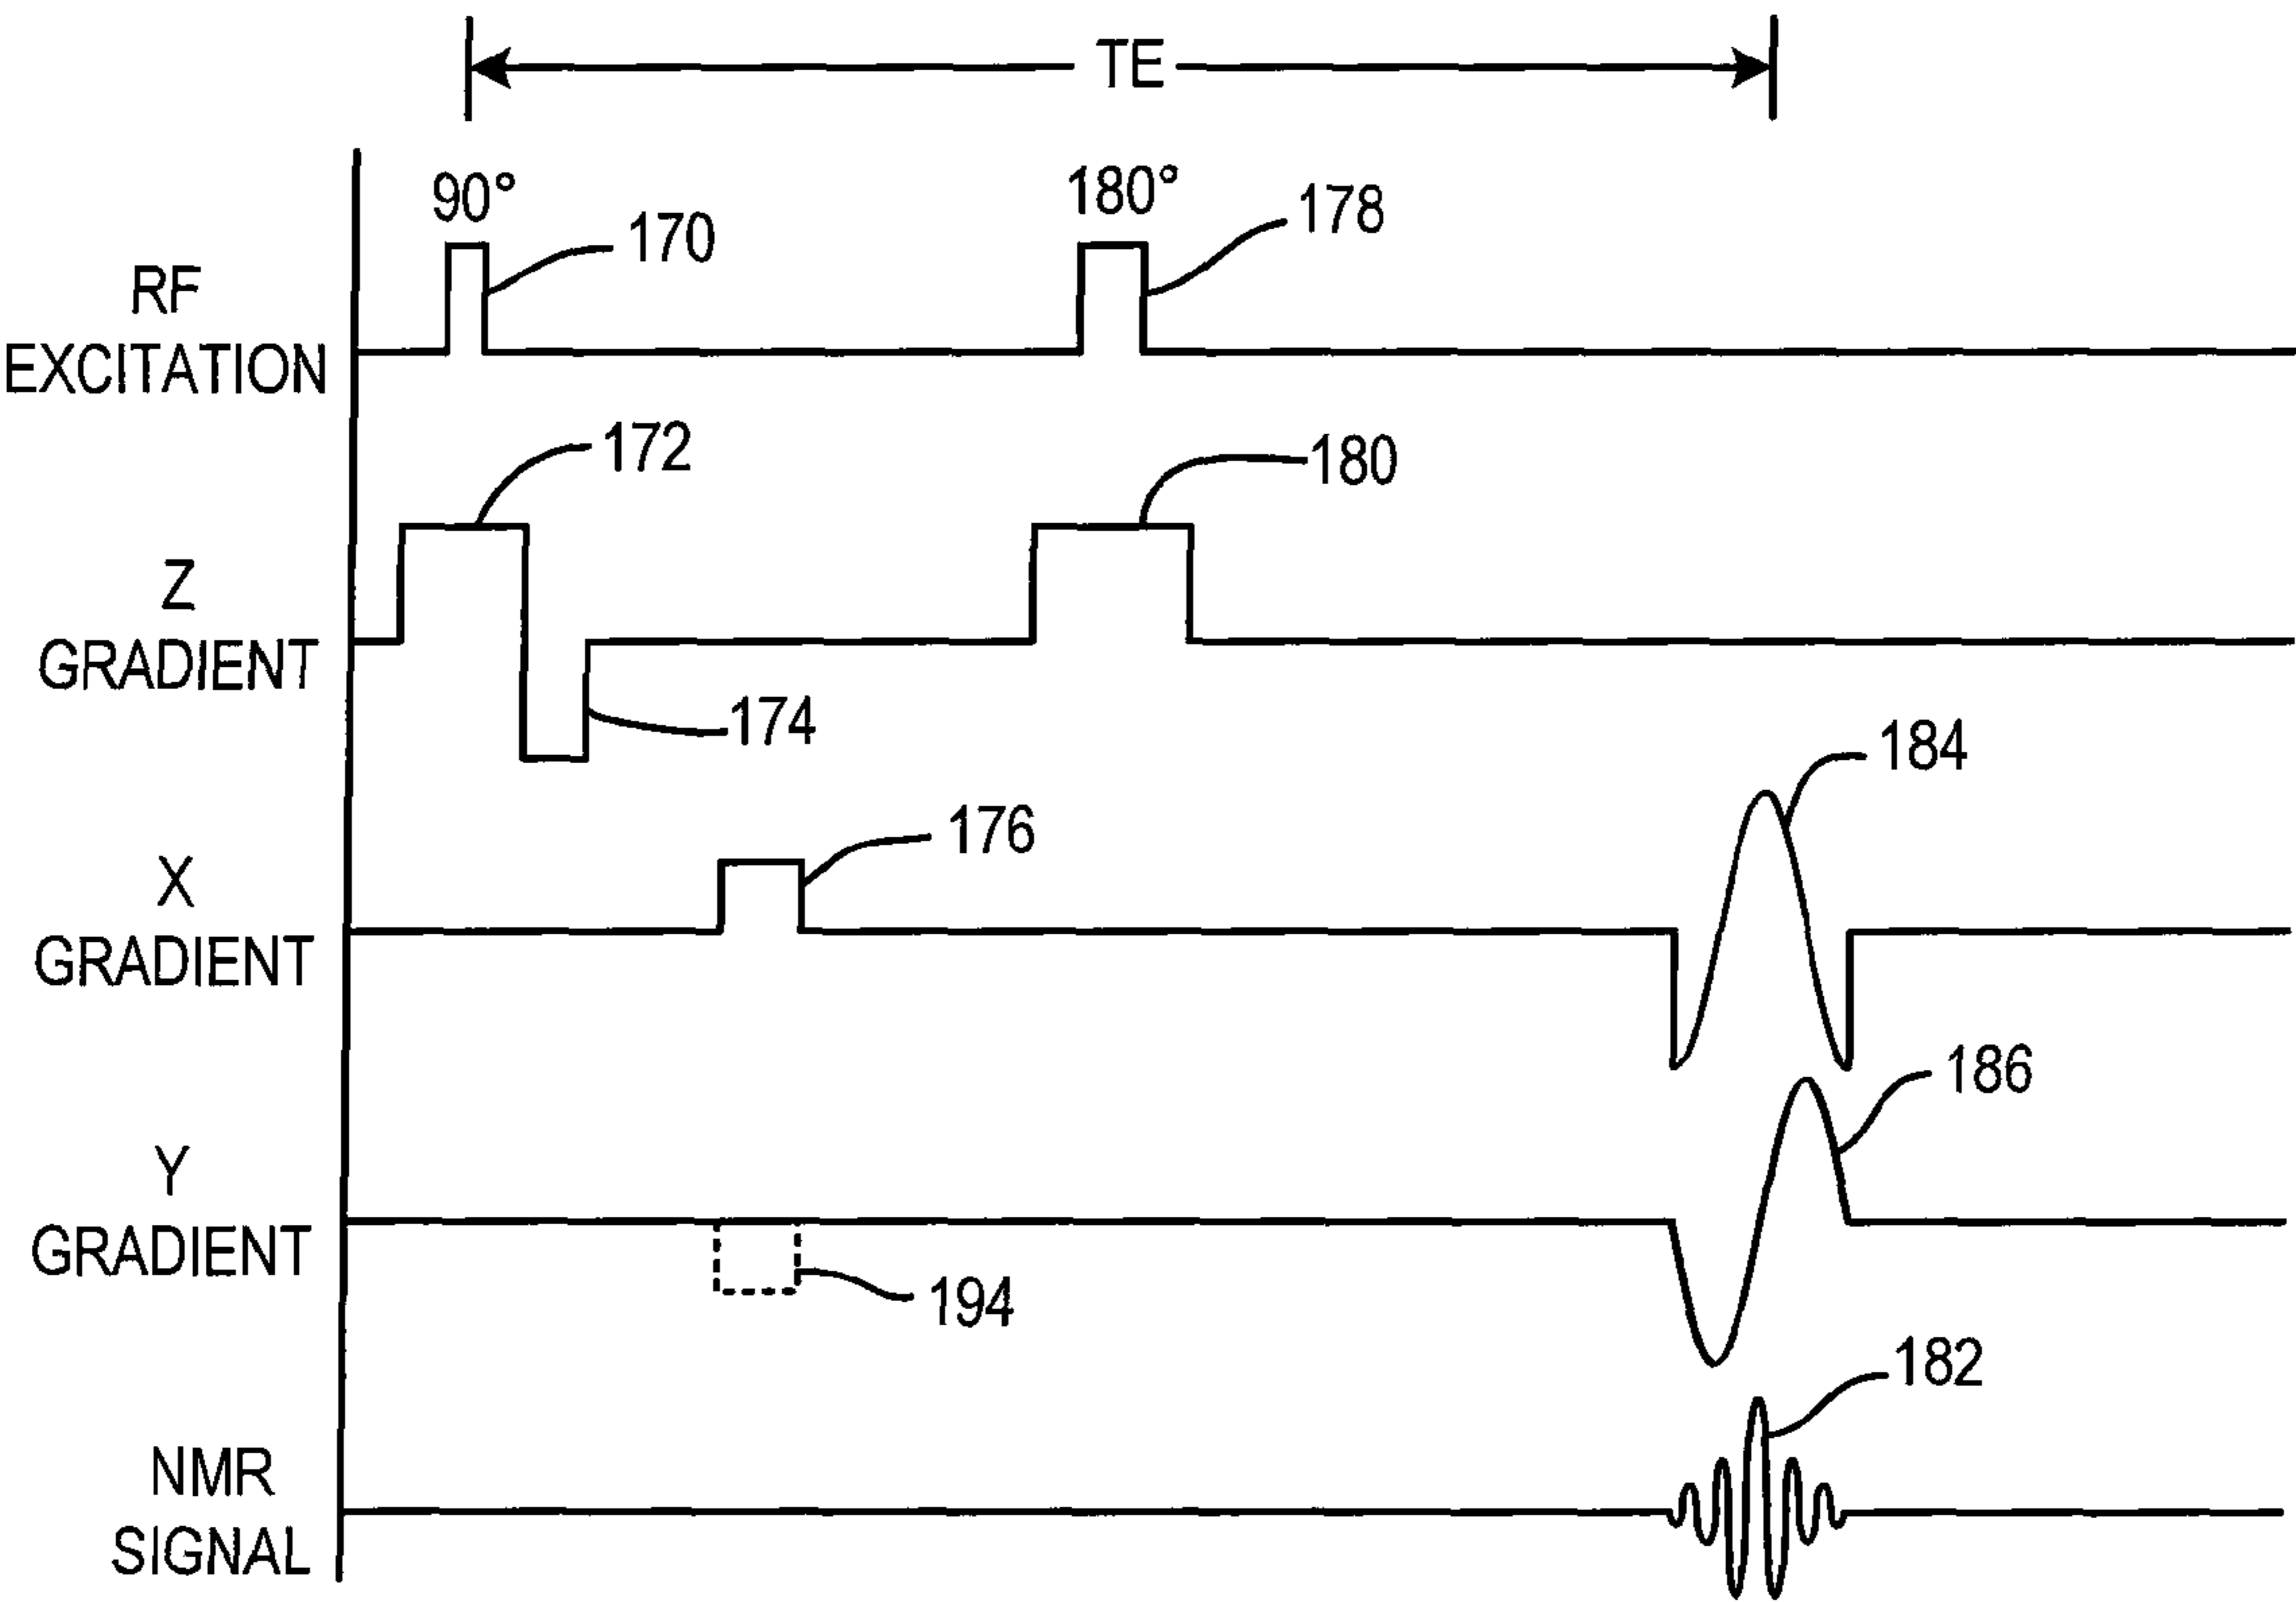 TE
90°
180°
170
178
RF
EXCITATION
172
180
Z
GRADIENT
174
184
176
X
GRADIENT
186
Y
GRADIENT
194
182
NMR
SIGNAL